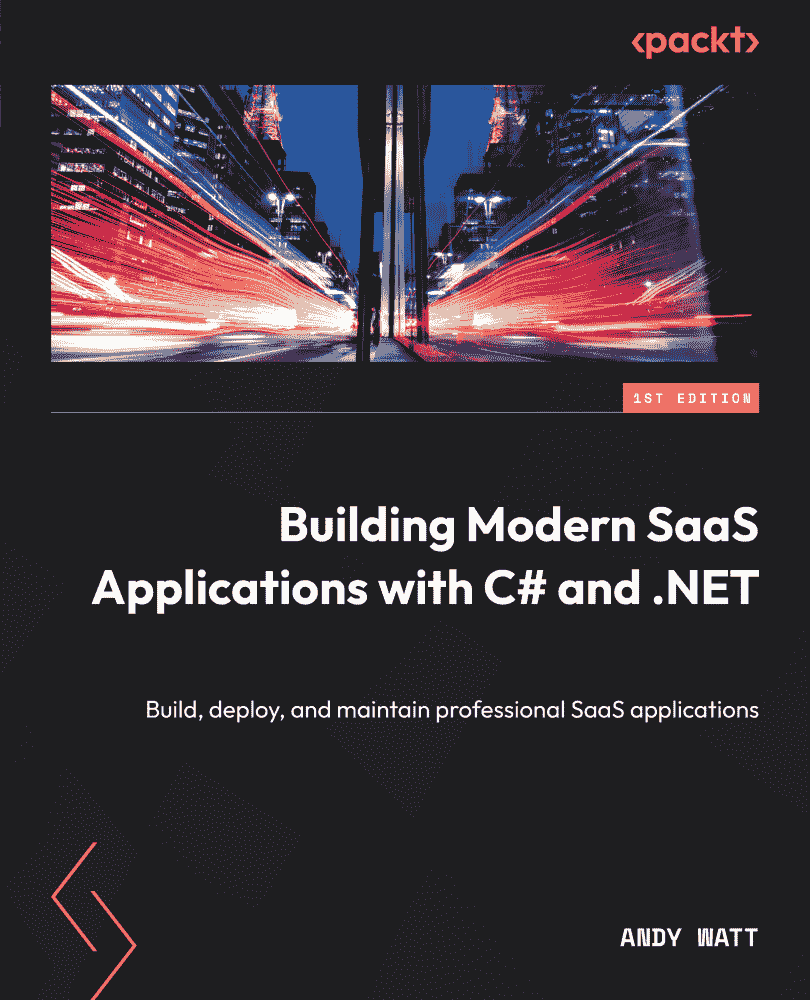 <packt>
1ST EDITION
Building Modern SaaS
Applications with C# and .NET
Build, deploy, and maintain professional SaaS applications
ANDY WATT